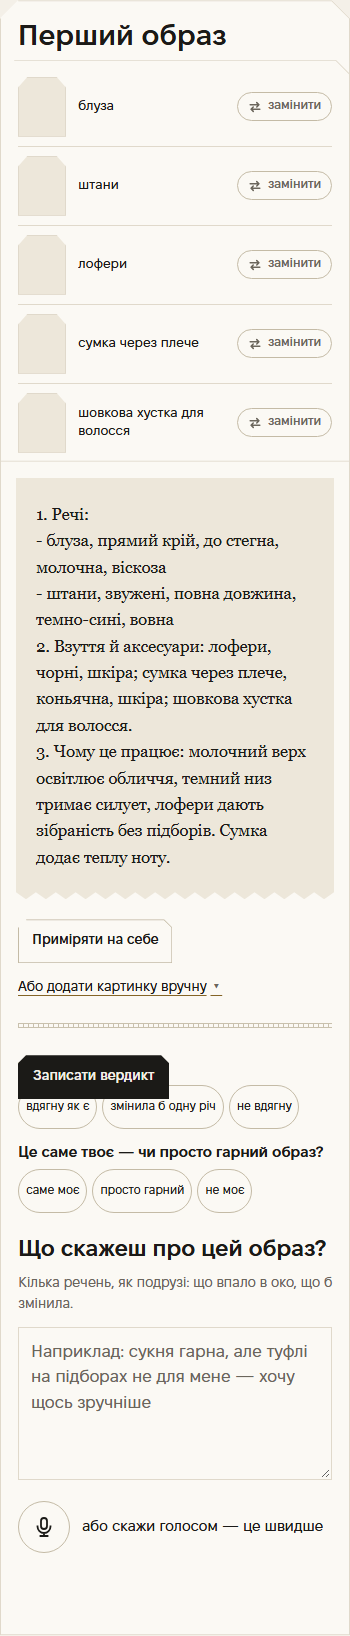 Перший образ
блуза
замінити
штани
замінити
лофери
замінити
сумка через плече
замінити
шовкова хустка для
волосся
замінити
1. Речі:
- блуза, прямий крій, до стегна,
молочна, віскоза
- штани, звужені, повна довжина,
темно-сині, вовна
2. Взуття й аксесуари: лофери,
чорні, шкіра; сумка через плече,
коньячна, шкіра; шовкова хустка
для волосся.
3. Чому це працює: молочний верх
освітлює обличчя, темний низ
тримає силует, лофери дають
зібраність без підборів. Сумка
додає теплу ноту.
Приміряти на себе
Або додати картинку вручну
Записати вердикт
вдягну як є
змінила б одну річ
не вдягну
Це саме твоє — чи просто гарний образ?
саме моє
просто гарний
не моє
Що скажеш про цей образ?
Кілька речень, як подрузі: що впало в око, що б
змінила.
Наприклад: сукня гарна, але туфлі
на підборах не для мене — хочу
щось зручніше
або скажи голосом — це швидше